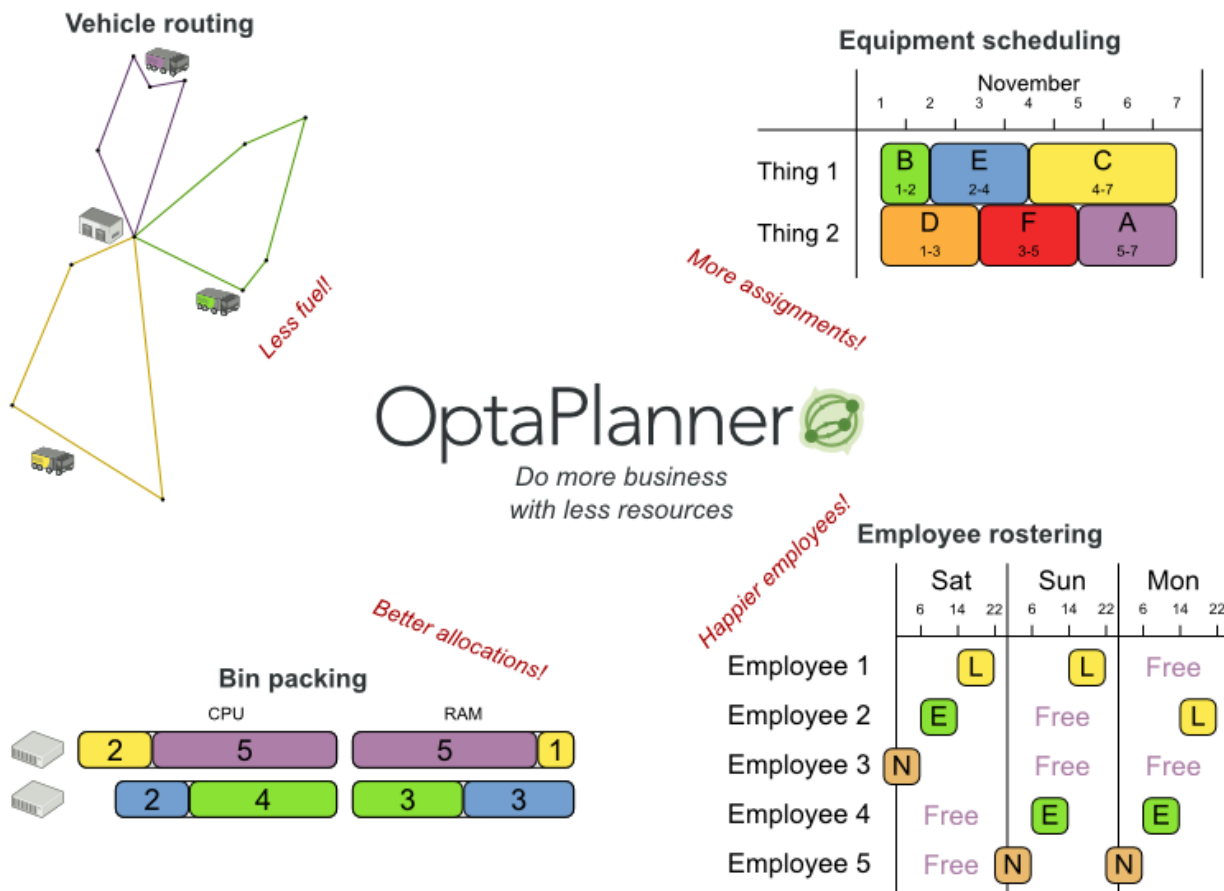 Vehicle routing
Less fuel!
Equipment scheduling
November
1 2 3 4 5 6 7
Thing 1
B E C
1-2 2-4 4-7
Thing 2
D F A
1-3 3-5 5-7
More assignments!
OptaPlanner
Do more business
with less resources
Better allocations!
Bin packing
CPU RAM
2 5 5 1
2 4 3 3
Happier employees!
Employee rostering
Sat Sun Mon
6 14 22 6 14 22 6 14 22
Employee 1 L L Free
Employee 2 E Free L
Employee 3 N Free Free
Employee 4 Free E E
Employee 5 Free N N